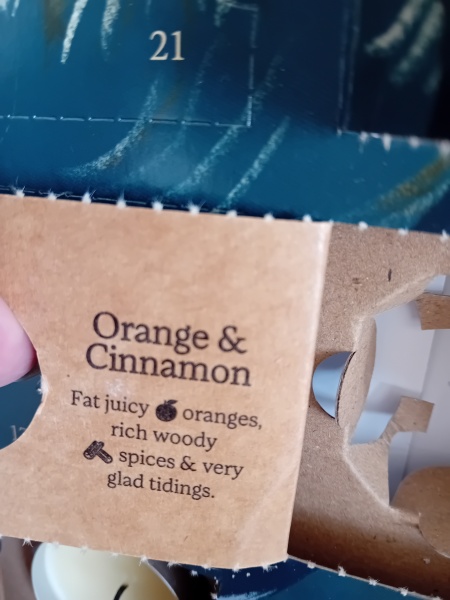 21
Orange &
Cinnamon
Fat juicy oranges,
rich woody
spices & very
glad tidings.